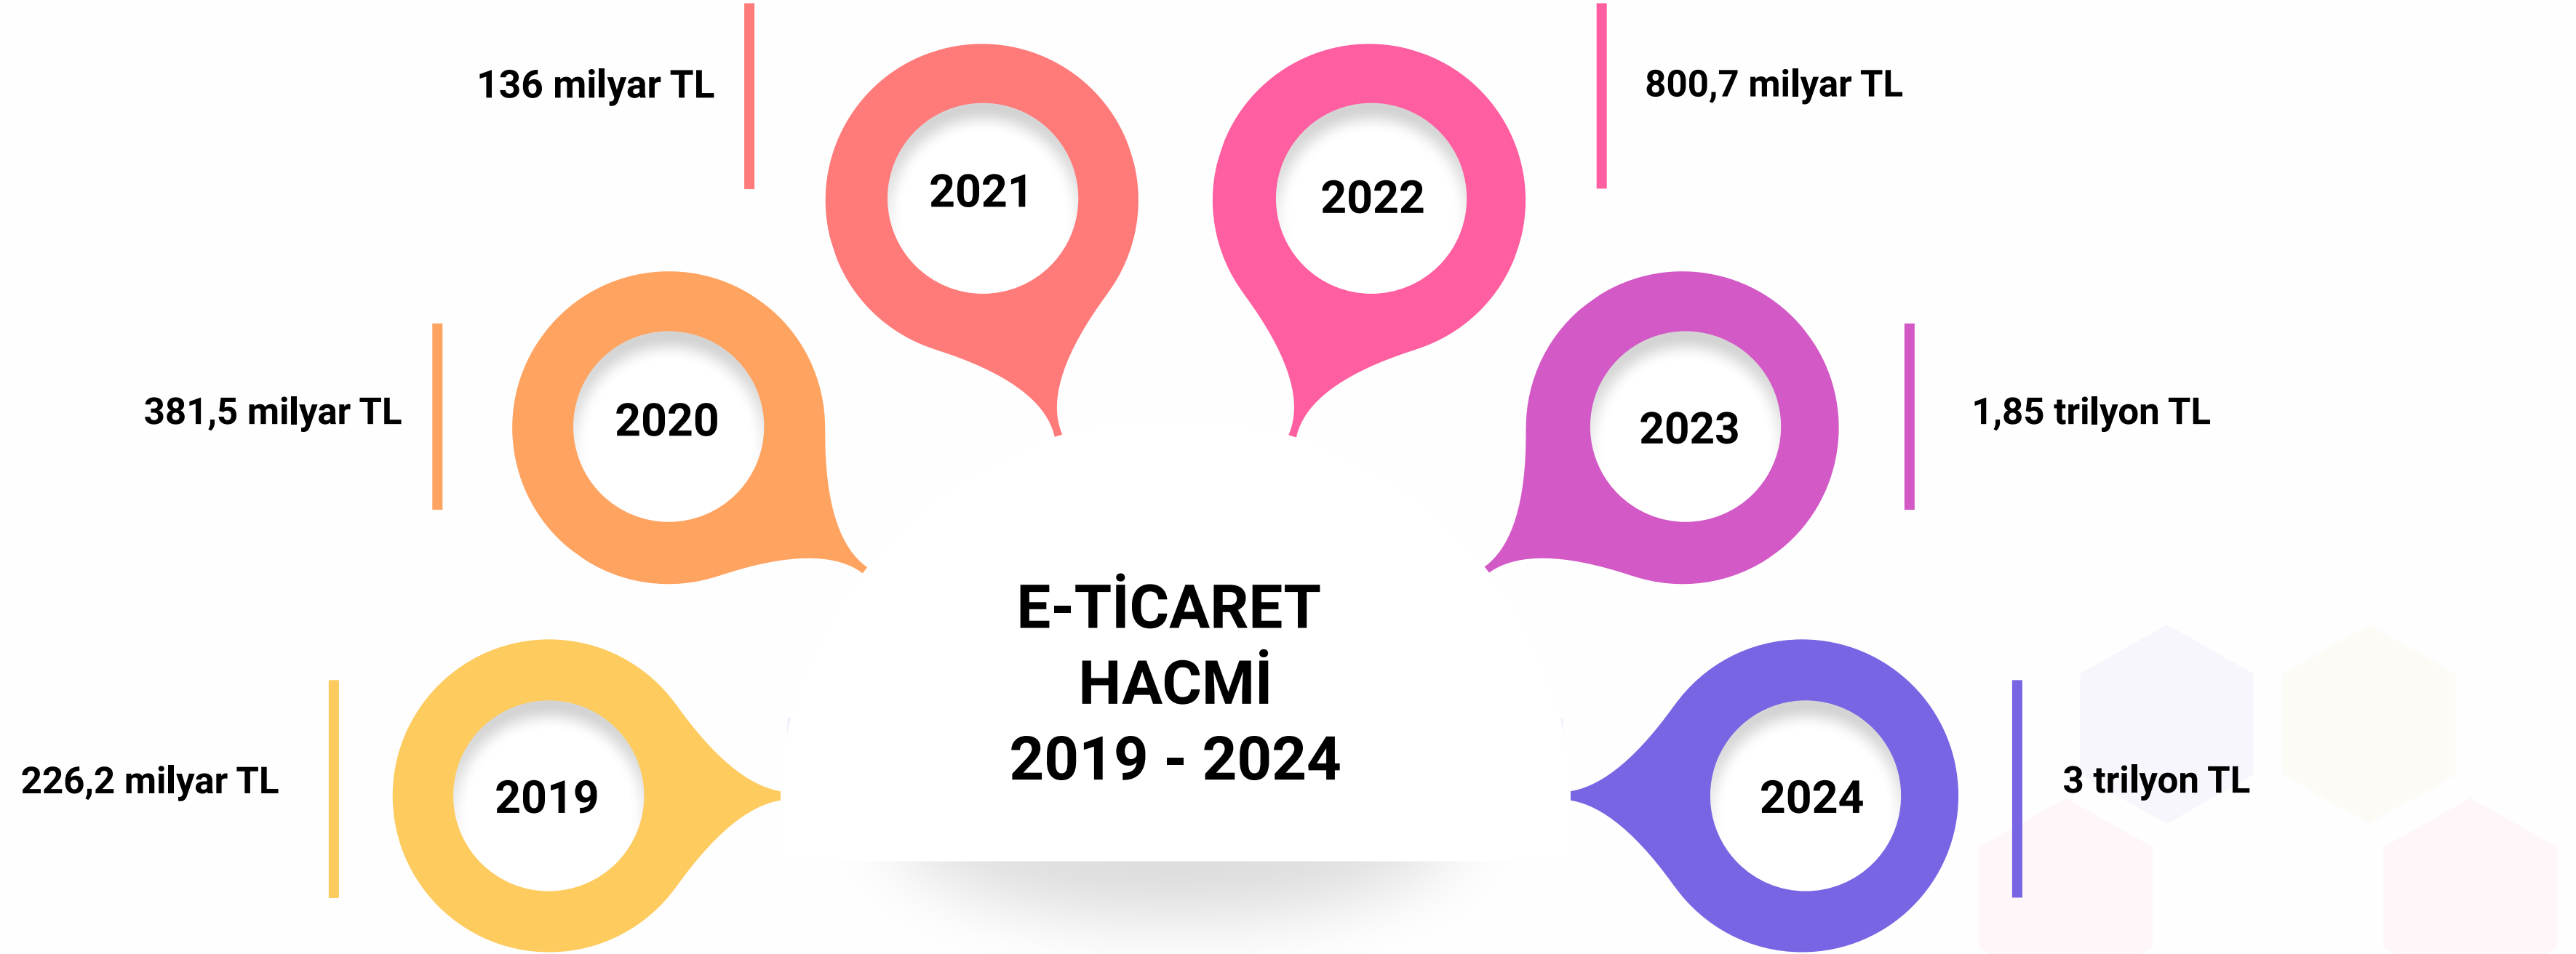 136 milyar TL
2021
2022
800,7 milyar TL
381,5 milyar TL
2020
2023
1,85 trilyon TL
E-TİCARET
HACMİ
2019 - 2024
226,2 milyar TL
2019
2024
3 trilyon TL